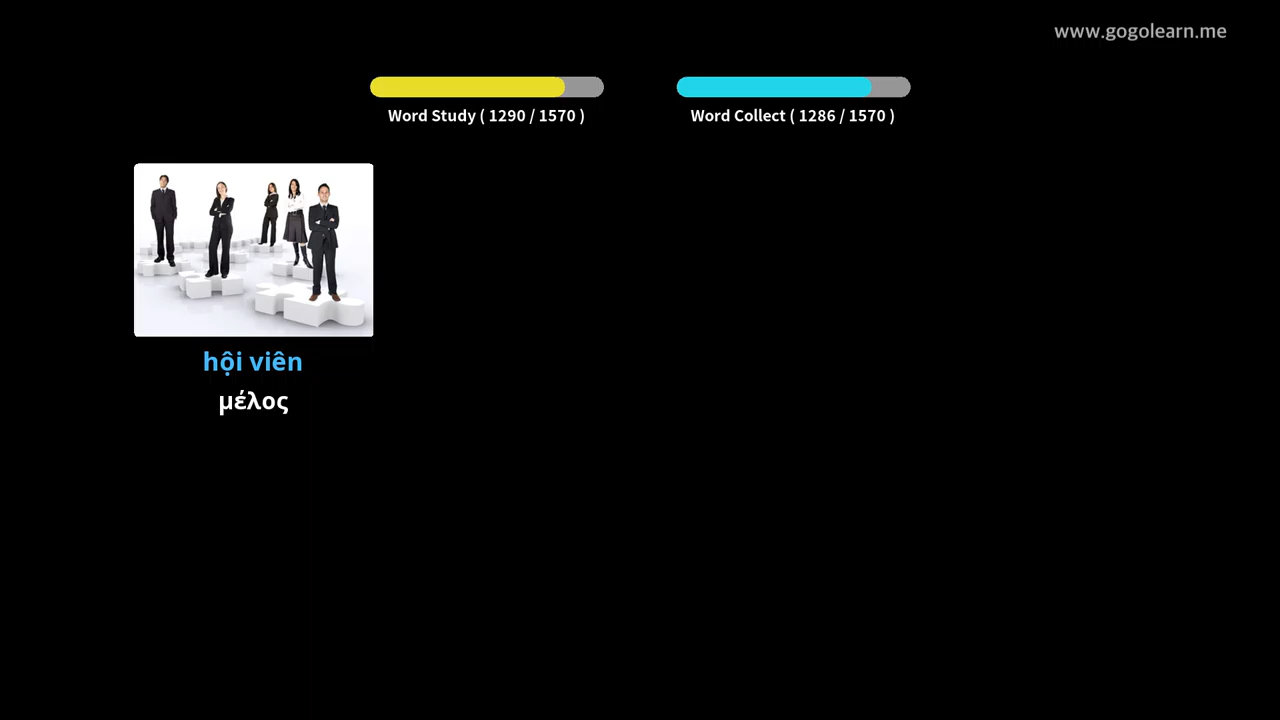 www.gogolearn.me
Word Study ( 1290 / 1570 )
Word Collect ( 1286 / 1570 )
hội viên
μέλος